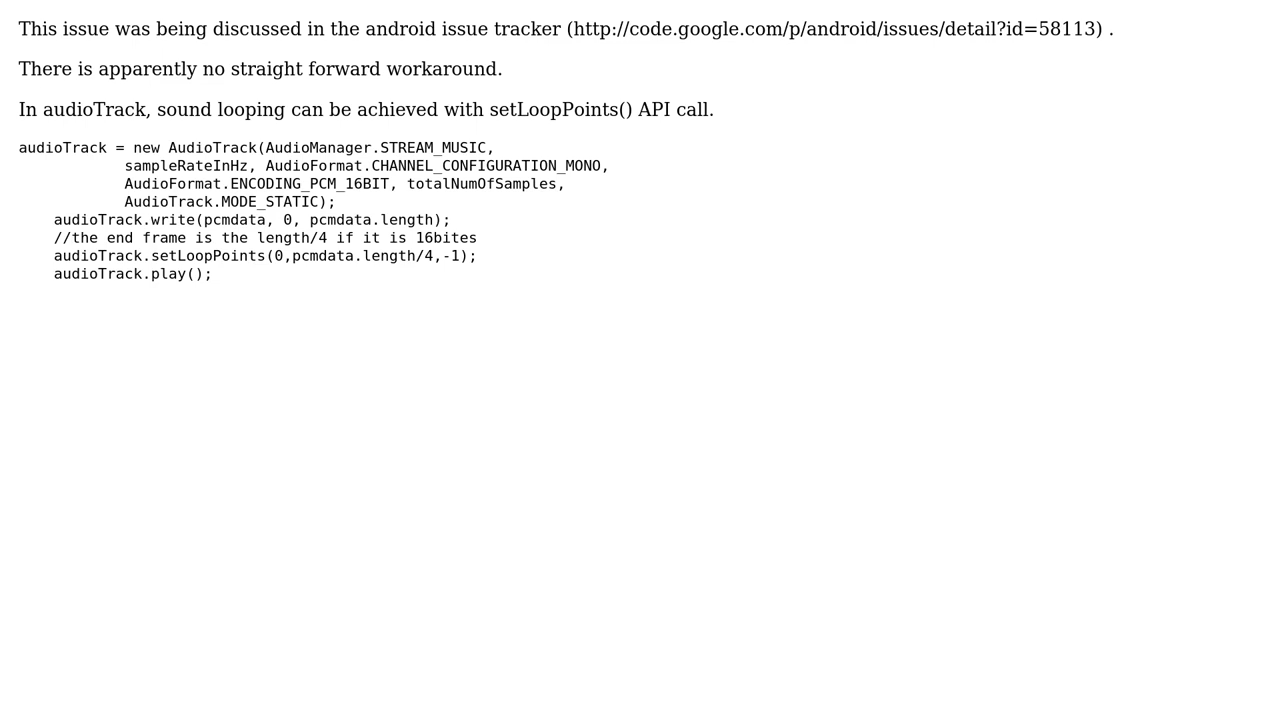 This issue was being discussed in the android issue tracker (http://code.google.com/p/android/issues/detail?id=58113) .
There is apparently no straight forward workaround.
In audioTrack, sound looping can be achieved with setLoopPoints() API call.
audioTrack = new AudioTrack(AudioManager.STREAM_MUSIC,
            sampleRateInHz, AudioFormat.CHANNEL_CONFIGURATION_MONO,
            AudioFormat.ENCODING_PCM_16BIT, totalNumOfSamples,
            AudioTrack.MODE_STATIC);
    audioTrack.write(pcmdata, 0, pcmdata.length);
    //the end frame is the length/4 if it is 16bites
    audioTrack.setLoopPoints(0,pcmdata.length/4,-1);
    audioTrack.play();